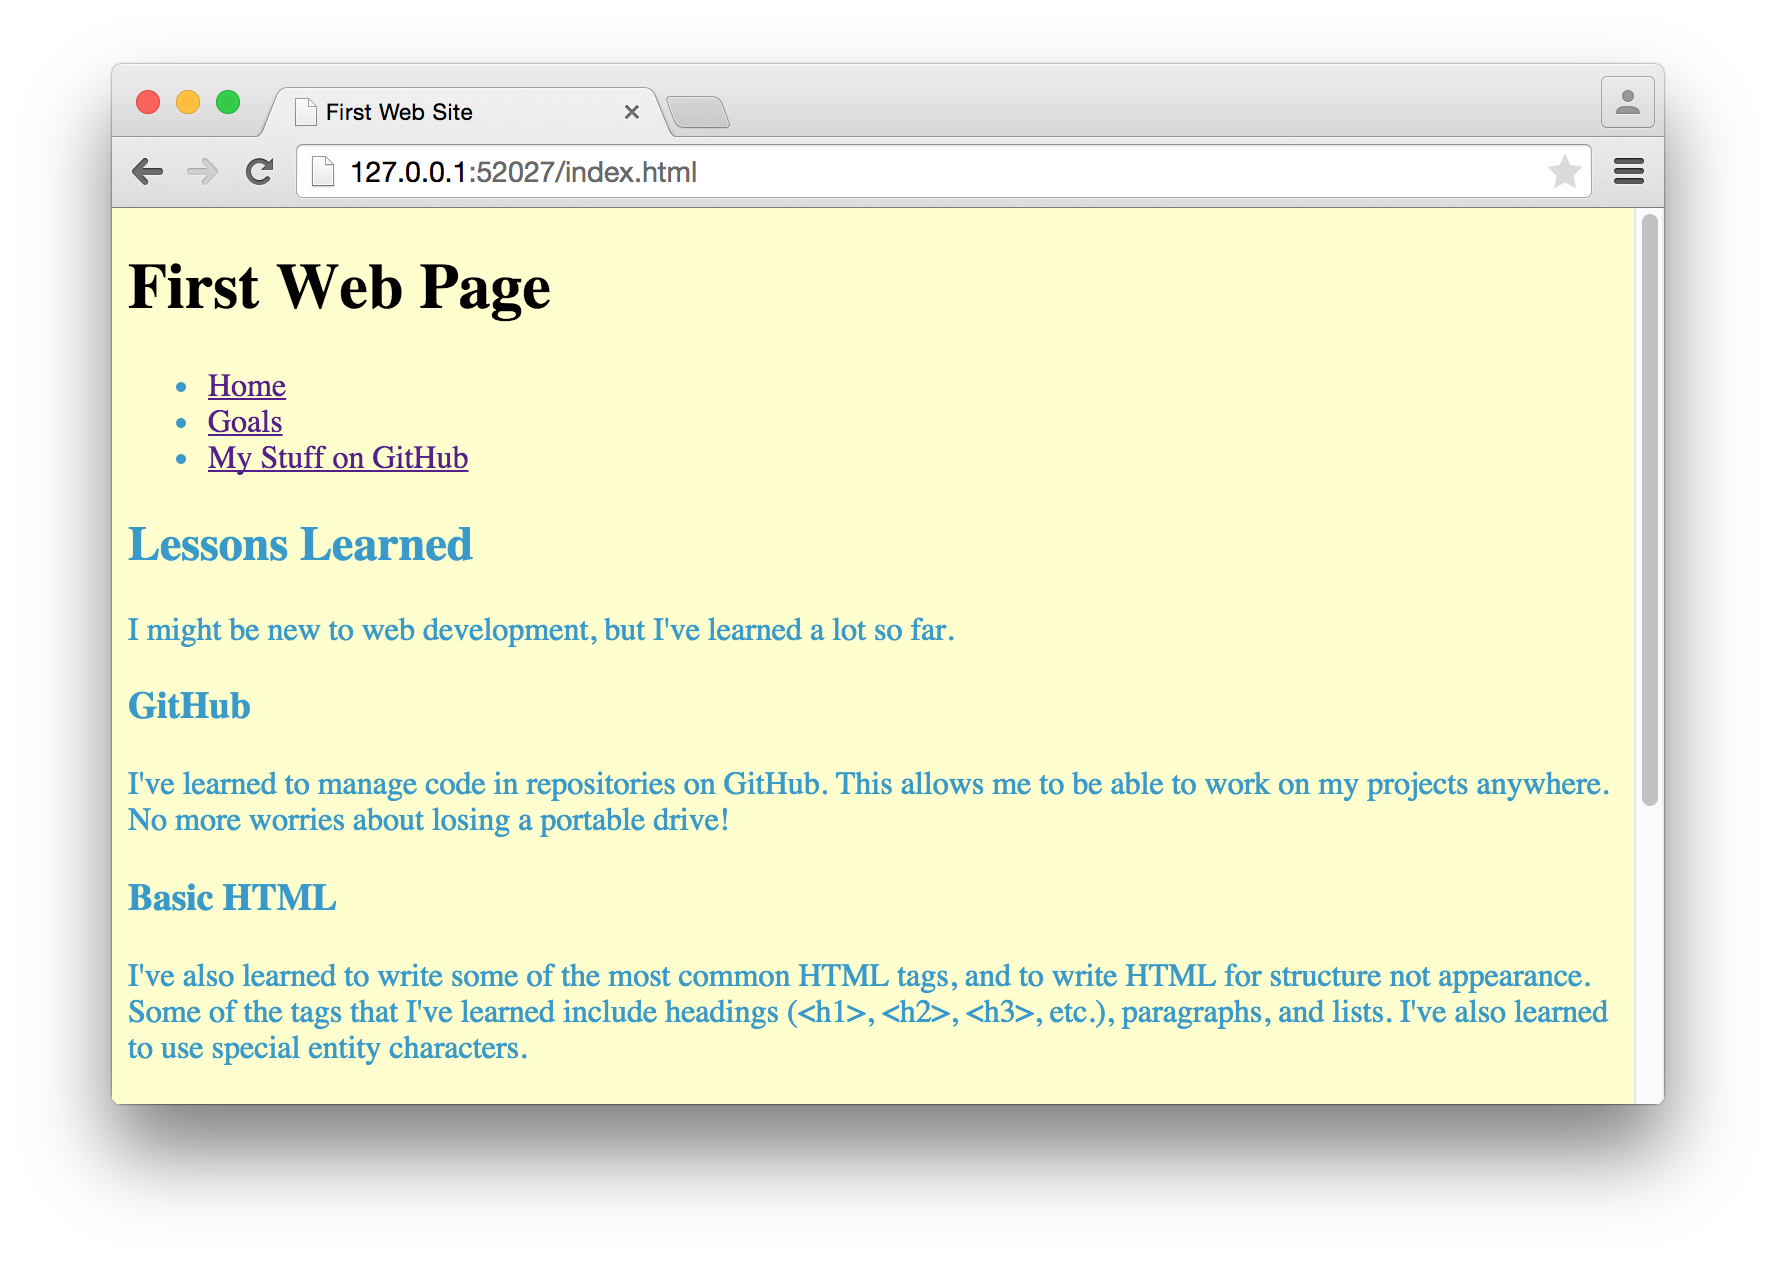 First Web Site
127.0.0.1:52027/index.html
First Web Page
Home
Goals
My Stuff on GitHub
Lessons Learned
I might be new to web development, but I've learned a lot so far.
GitHub
I've learned to manage code in repositories on GitHub. This allows me to be able to work on my projects anywhere.
No more worries about losing a portable drive!
Basic HTML
I've also learned to write some of the most common HTML tags, and to write HTML for structure not appearance.
Some of the tags that I've learned include headings (<h1>, <h2>, <h3>, etc.), paragraphs, and lists. I've also learned
to use special entity characters.